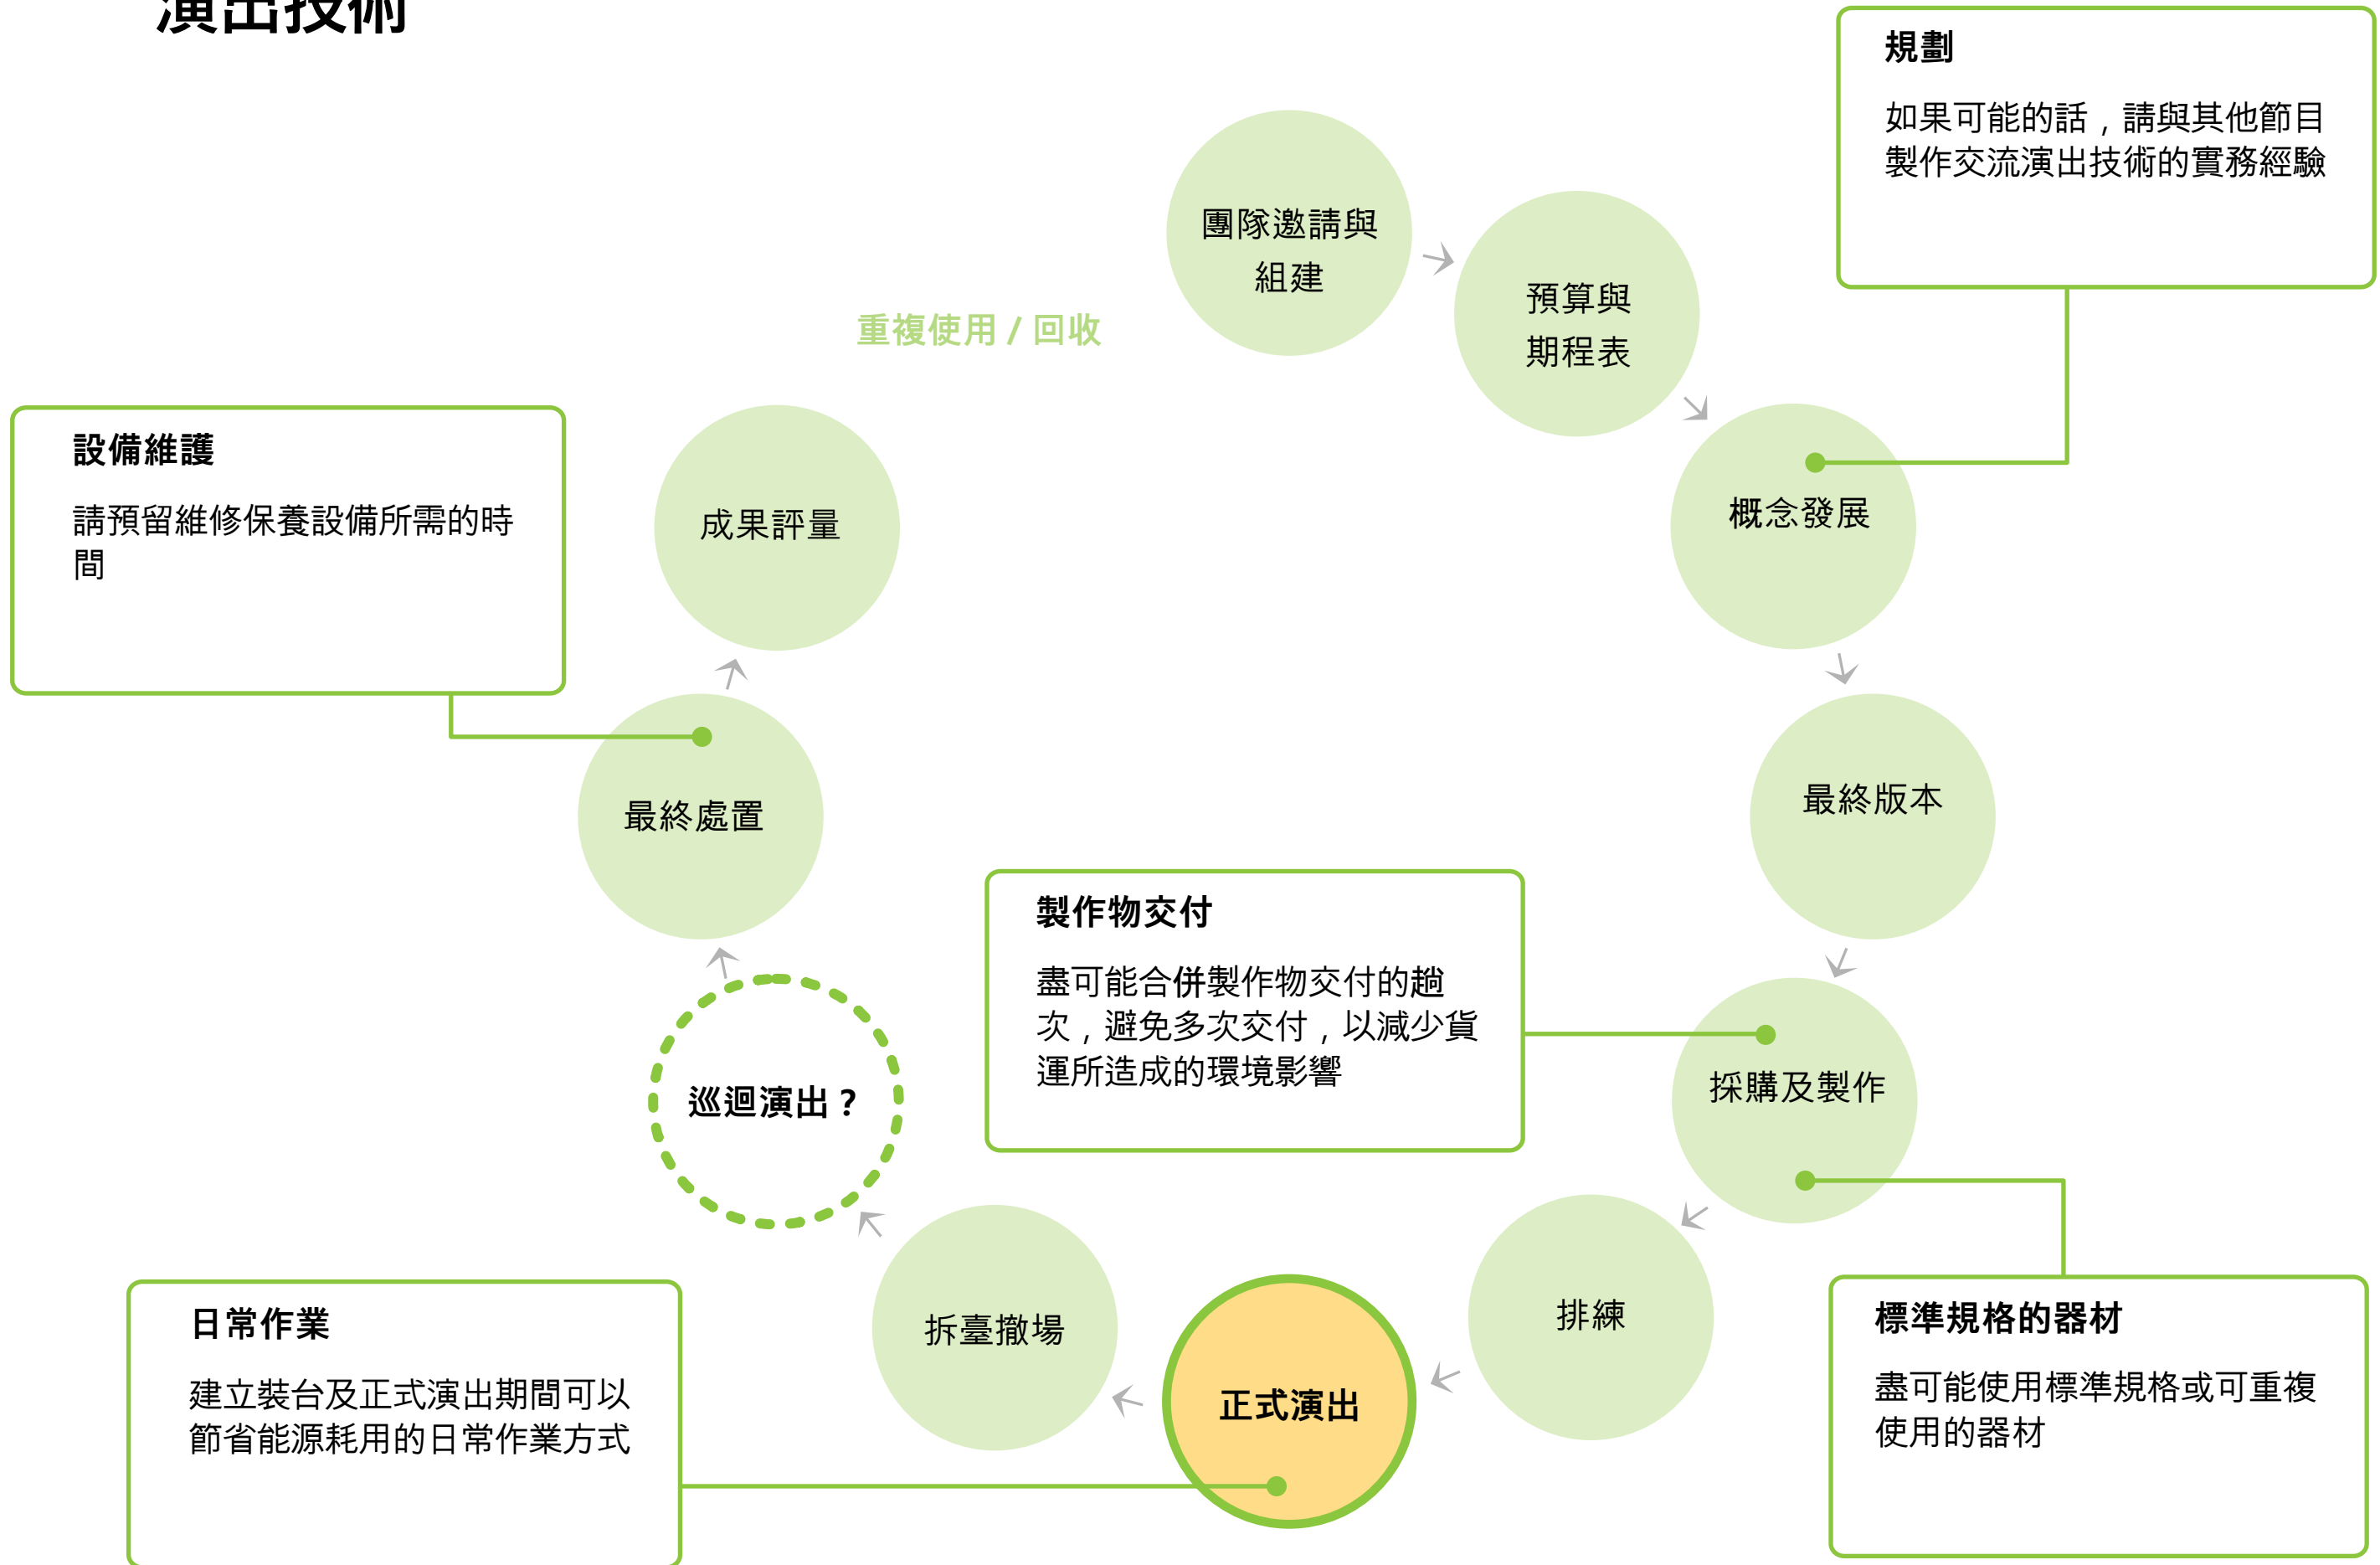 演出技術
規劃
如果可能的話，請與其他節目
製作交流演出技術的實務經驗
團隊邀請與
組建
預算與
期程表
重複使用 / 回收
設備維護
請預留維修保養設備所需的時
間
成果評量
概念發展
最終處置
最終版本
製作物交付
盡可能合併製作物交付的趟
次，避免多次交付，以減少貨
運所造成的環境影響
採購及製作
巡迴演出？
日常作業
建立裝台及正式演出期間可以
節省能源耗用的日常作業方式
拆臺撤場
正式演出
排練
標準規格的器材
盡可能使用標準規格或可重複
使用的器材